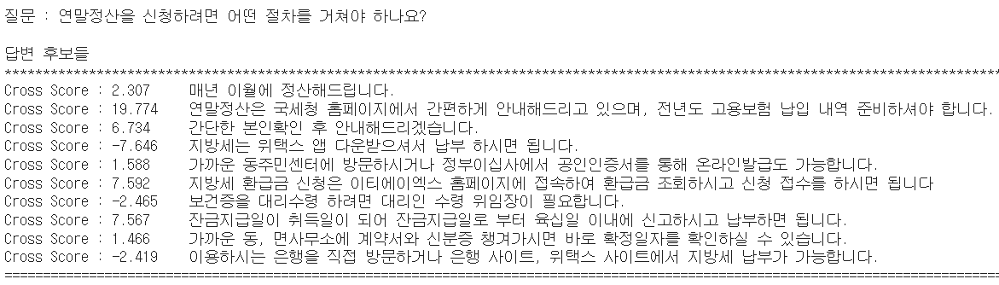 질문 : 연말정산을 신청하려면 어떤 절차를 거쳐야 하나요?
답변 후보들
****************************************************************************************************************************************************
Cross Score : 2.307 매년 이월에 정산해드립니다.
Cross Score : 19.774 연말정산은 국세청 홈페이지에서 간편하게 안내해드리고 있으며, 전년도 고용보험 납입 내역 준비하셔야 합니다.
Cross Score : 6.734 간단한 본인확인 후 안내해드리겠습니다.
Cross Score : -7.646 지방세는 위택스 앱 다운받으셔서 납부 하시면 됩니다.
Cross Score : 1.588 가까운 동주민센터에 방문하시거나 정부이십사에서 공인인증서를 통해 온라인발급도 가능합니다.
Cross Score : 7.592 지방세 환급금 신청은 이티에이엑스 홈페이지에 접속하여 환급금 조회하시고 신청 접수를 하시면 됩니다
Cross Score : -2.465 보건증을 대리수령 하려면 대리인 수령 위임장이 필요합니다.
Cross Score : 7.567 잔금지급일이 취득일이 되어 잔금지급일로 부터 육십일 이내에 신고하시고 납부하면 됩니다.
Cross Score : 1.466 가까운 동, 면사무소에 계약서와 신분증 챙겨가시면 바로 확정일자를 확인하실 수 있습니다.
Cross Score : -2.419 이용하시는 은행을 직접 방문하거나 은행 사이트, 위택스 사이트에서 지방세 납부가 가능합니다.
====================================================================================================================================================